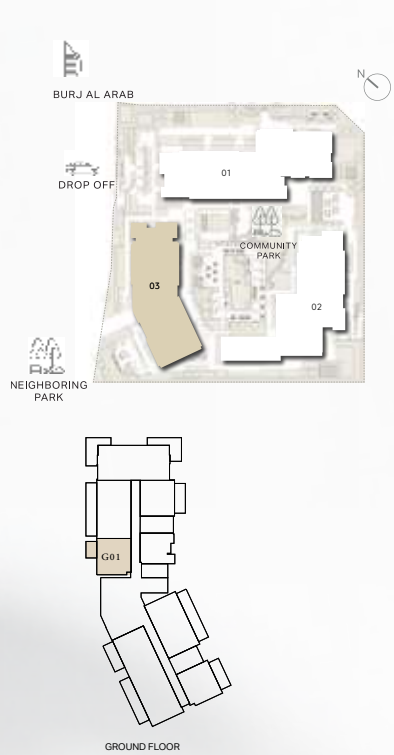 N
BURJ AL ARAB
01
DROP OFF
COMMUNITY
PARK
03
02
NEIGHBORING
PARK
G01
GROUND FLOOR